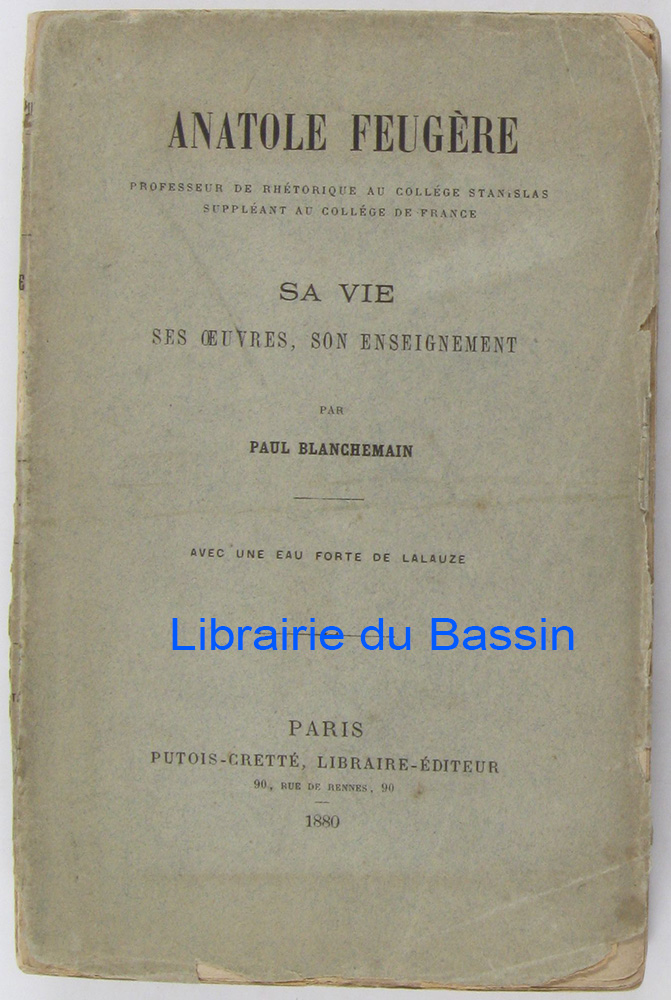 ANATOLE FEUGÈRE
PROFESSEUR DE RHÉTORIQUE AU COLLÉGE STANISLAS
SUPPLÉANT AU COLLÉGE DE FRANCE
SA VIE
SES ŒUVRES, SON ENSEIGNEMENT
PAR
PAUL BLANCHEMAIN
AVEC UNE EAU FORTE DE LALAUZE
Librairie du Bassin
PARIS
PUTOIS-CRETTÉ, LIBRAIRE-ÉDITEUR
90, RUE DE RENNES, 90
1880